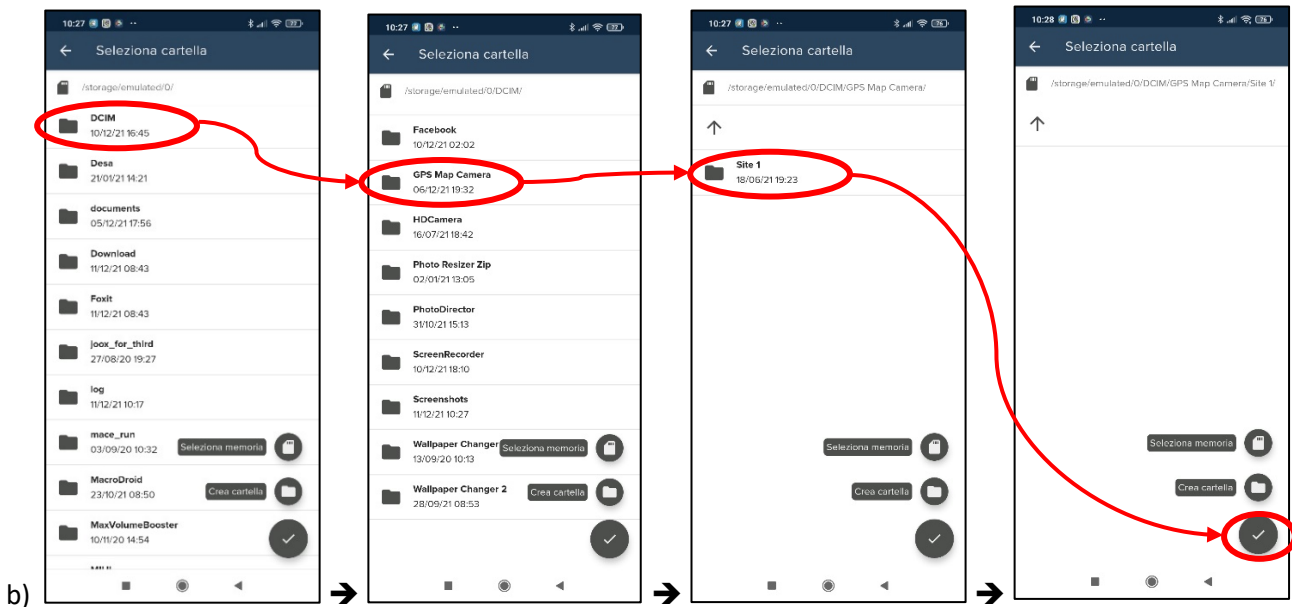 10:27 77
Seleziona cartella
/storage/emulated/0/
DCIM
10/12/21 16:45
Desa
21/01/21 14:21
documents
05/12/21 17:56
Download
11/12/21 08:43
Foxit
11/12/21 08:43
joox_for_third
27/08/20 19:27
log
11/12/21 10:17
mace_run
03/09/20 10:32
Seleziona memoria
MacroDroid
23/10/21 08:50
Crea cartella
MaxVolumeBooster
10/11/20 14:54
10:27 77
Seleziona cartella
/storage/emulated/0/DCIM/
Facebook
10/12/21 02:02
GPS Map Camera
06/12/21 19:32
HDCamera
16/07/21 18:42
Photo Resizer Zip
02/01/21 13:05
PhotoDirector
31/10/21 15:13
ScreenRecorder
10/12/21 18:10
Screenshots
11/12/21 10:27
Wallpaper Changer
13/09/20 10:13
Seleziona memoria
Wallpaper Changer 2
28/09/21 08:53
Crea cartella
10:27 76
Seleziona cartella
/storage/emulated/0/DCIM/GPS Map Camera/
Site 1
18/06/21 19:23
Seleziona memoria
Crea cartella
10:28 76
Seleziona cartella
/storage/emulated/0/DCIM/GPS Map Camera/Site 1/
Seleziona memoria
Crea cartella
b)